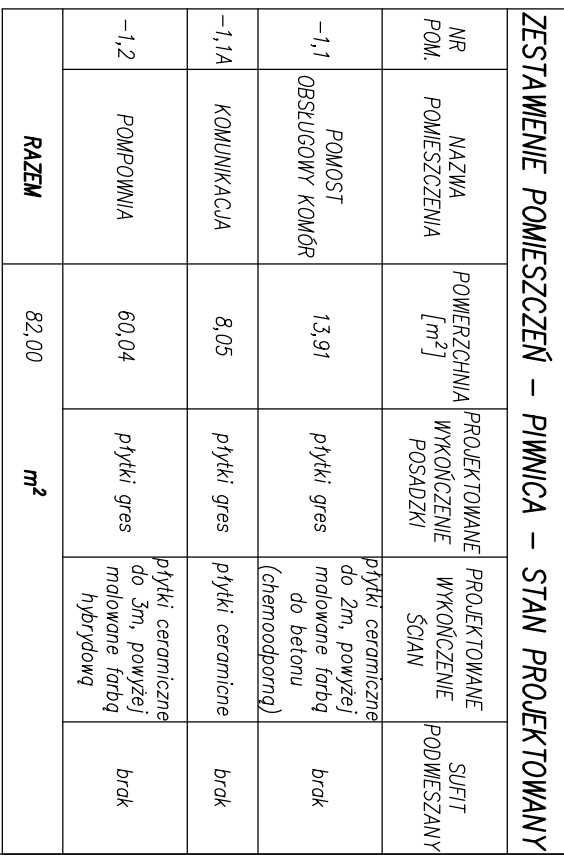 ZESTAWIENIE POMIESZCZEŃ – PIWNICA – STAN PROJEKTOWANY
NR
POM.
NAZWA
POMIESZCZENIA
POWIERZCHNIA
[m²]
PROJEKTOWANE
WYKOŃCZENIE
POSADZKI
PROJEKTOWANE
WYKOŃCZENIE
ŚCIAN
SUFIT
PODWIESZANY
-1,1
POMOST
OBSŁUGOWY KOMÓR
13,91
płytki gres
płytki ceramiczne
do 2m, powyżej
malowane farbą
do betonu
(chemoodporną)
brak
-1,1A
KOMUNIKACJA
8,05
płytki gres
płytki ceramicne
brak
-1,2
POMPOWNIA
60,04
płytki gres
płytki ceramiczne
do 3m, powyżej
malowane farbą
hybrydową
brak
RAZEM
82,00
m²